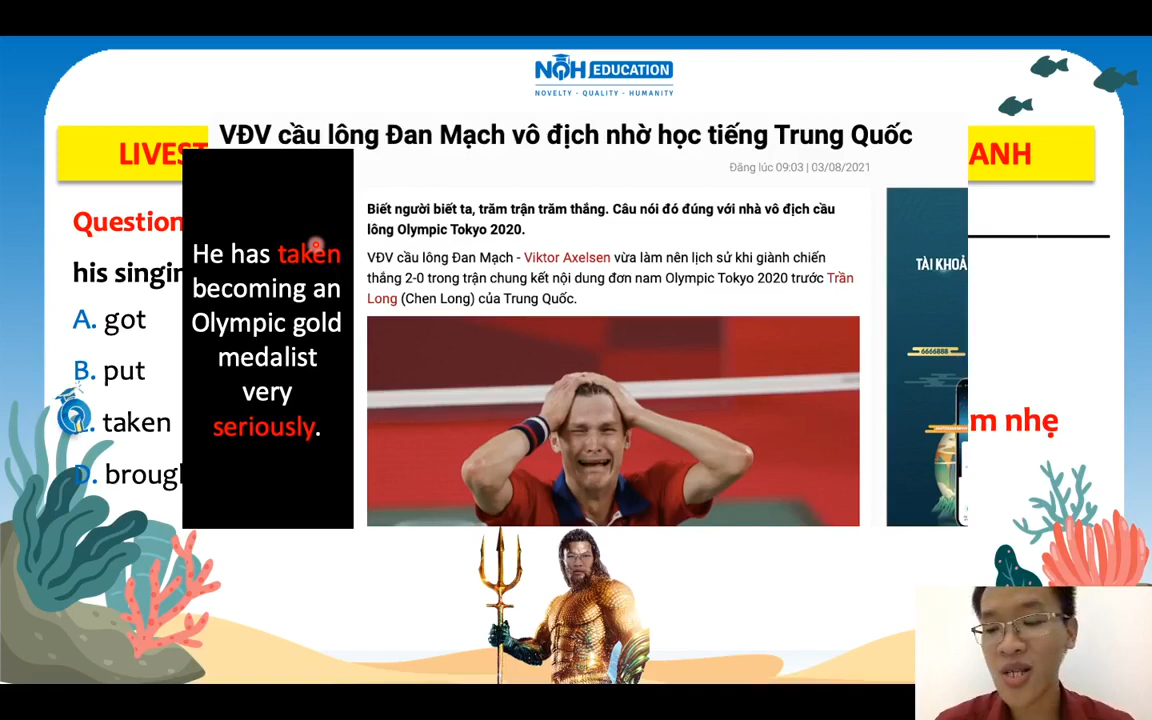 NQH EDUCATION
NOVELTY - QUALITY - HUMANITY
VĐV cầu lông Đan Mạch vô địch nhờ học tiếng Trung Quốc
Đăng lúc 09:03 | 03/08/2021
LIVEST
ANH
Biết người biết ta, trăm trận trăm thắng. Câu nói đó đúng với nhà vô địch cầu
lông Olympic Tokyo 2020.
VĐV cầu lông Đan Mạch - Viktor Axelsen vừa làm nên lịch sử khi giành chiến
thắng 2-0 trong trận chung kết nội dung đơn nam Olympic Tokyo 2020 trước Trần
Long (Chen Long) của Trung Quốc.
Question
his singin
A. got
B. put
taken
D. brough
He has taken
becoming an
Olympic gold
medalist
very
seriously.
TÀI KHOẢ
6666888
m nhẹ